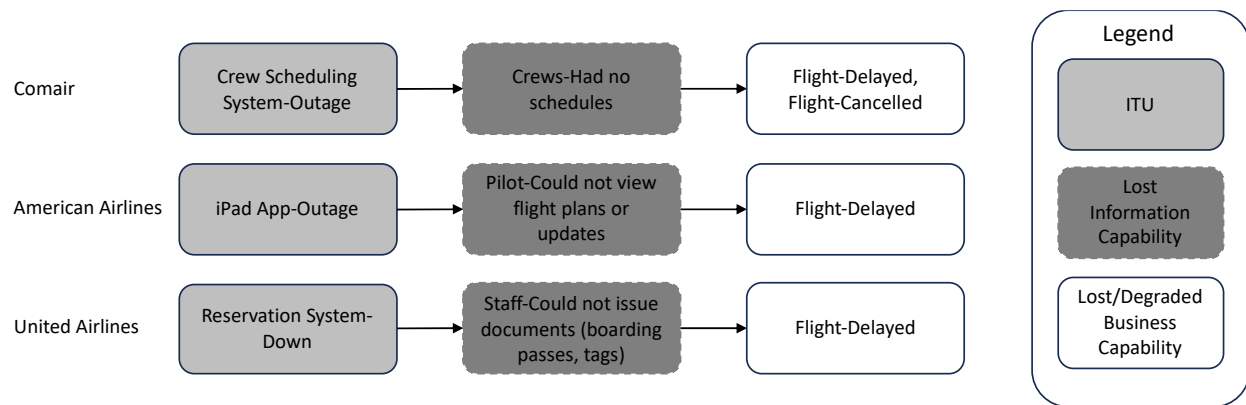 Comair
Crew Scheduling
System-Outage
Crews-Had no
schedules
Flight-Delayed,
Flight-Cancelled
American Airlines
iPad App-Outage
Pilot-Could not view
flight plans or
updates
Flight-Delayed
United Airlines
Reservation System-
Down
Staff-Could not issue
documents (boarding
passes, tags)
Flight-Delayed
Legend
ITU
Lost
Information
Capability
Lost/Degraded
Business
Capability